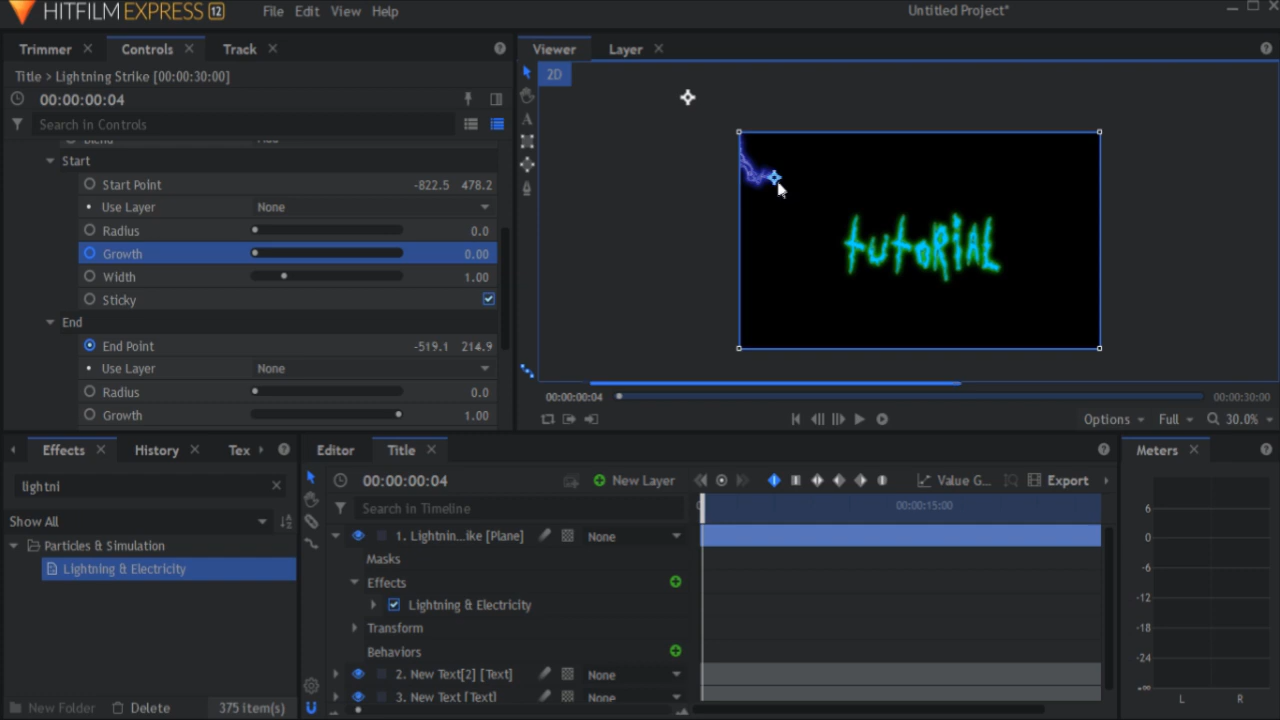 HITFILM EXPRESS 12 File Edit View Help Untitled Project*
Trimmer Controls Track
Title > Lightning Strike [00:00:30:00]
00:00:00:04
Search in Controls
Start
Start Point -822.5 478.2
Use Layer None
Radius 0.0
Growth 0.00
Width 1.00
Sticky
End
End Point -519.1 214.9
Use Layer None
Radius 0.0
Growth 1.00
Viewer Layer
2D
tutoRiAL
00:00:00:04 00:00:30:00
Options Full 30.0%
Effects History Tex
lightni
Show All
Particles & Simulation
Lightning & Electricity
New Folder Delete 375 item(s)
Editor Title
00:00:00:04 New Layer Value G... Export
Search in Timeline 00:00:15:00
1. Lightnin...ike [Plane] None
Masks
Effects
Lightning & Electricity
Transform
Behaviors
2. New Text[2] [Text] None
3. New Text [Text] None
Meters
6
0
-6
-12
-18
-24
-∞
L R